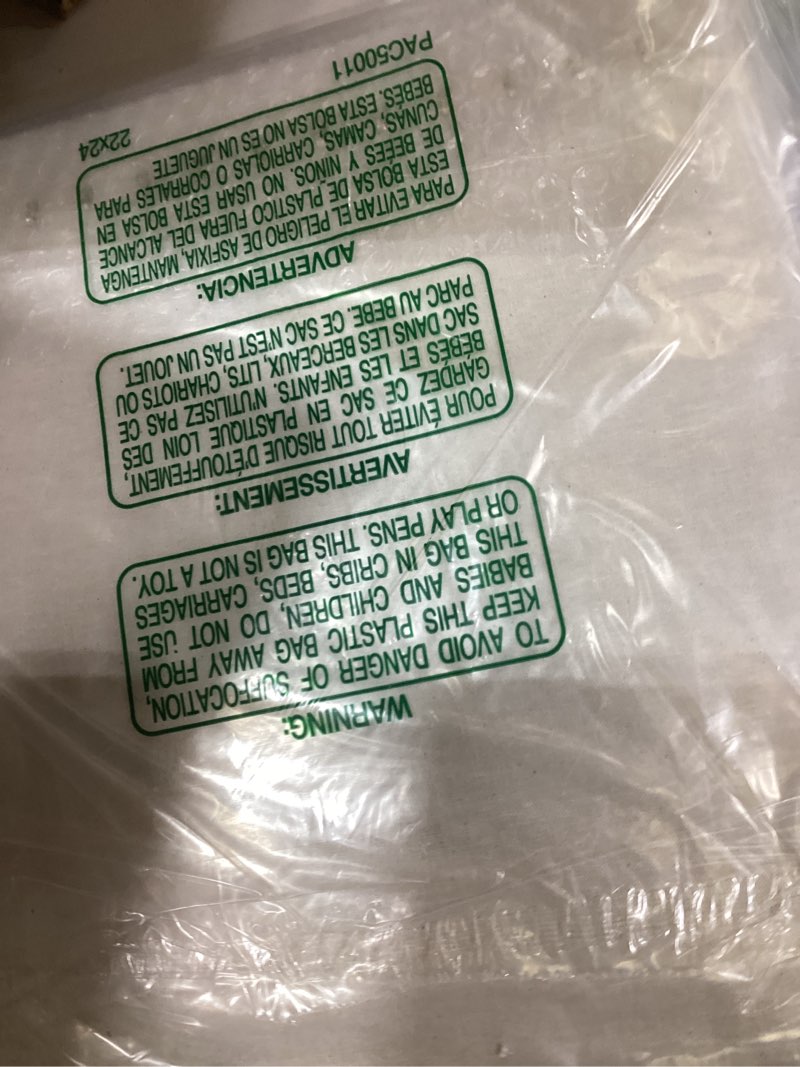 WARNING:
TO AVOID DANGER OF SUFFOCATION,
KEEP THIS PLASTIC BAG AWAY FROM
BABIES AND CHILDREN, DO NOT USE
THIS BAG IN CRIBS, BEDS, CARRIAGES
OR PLAY PENS. THIS BAG IS NOT A TOY.
AVERTISSEMENT:
POUR ÉVITER TOUT RISQUE D'ÉTOUFFEMENT,
GARDEZ CE SAC EN PLASTIQUE LOIN DES
BÉBÉS ET LES ENFANTS. N'UTILISEZ PAS CE
SAC DANS LES BERCEAUX, LITS, CHARIOTS OU
PARC AU BEBE. CE SAC N'EST PAS UN JOUET.
ADVERTENCIA:
PARA EVITAR EL PELIGRO DE ASFIXIA, MANTENGA
ESTA BOLSA DE PLASTICO FUERA DEL ALCANCE
DE BEBÉS Y NINOS. NO USAR ESTA BOLSA EN
CUNAS, CAMAS, CARRIOLAS O CORRALES PARA
BEBÉS. ESTA BOLSA NO ES UN JUGUETE
PAC50011 22x24